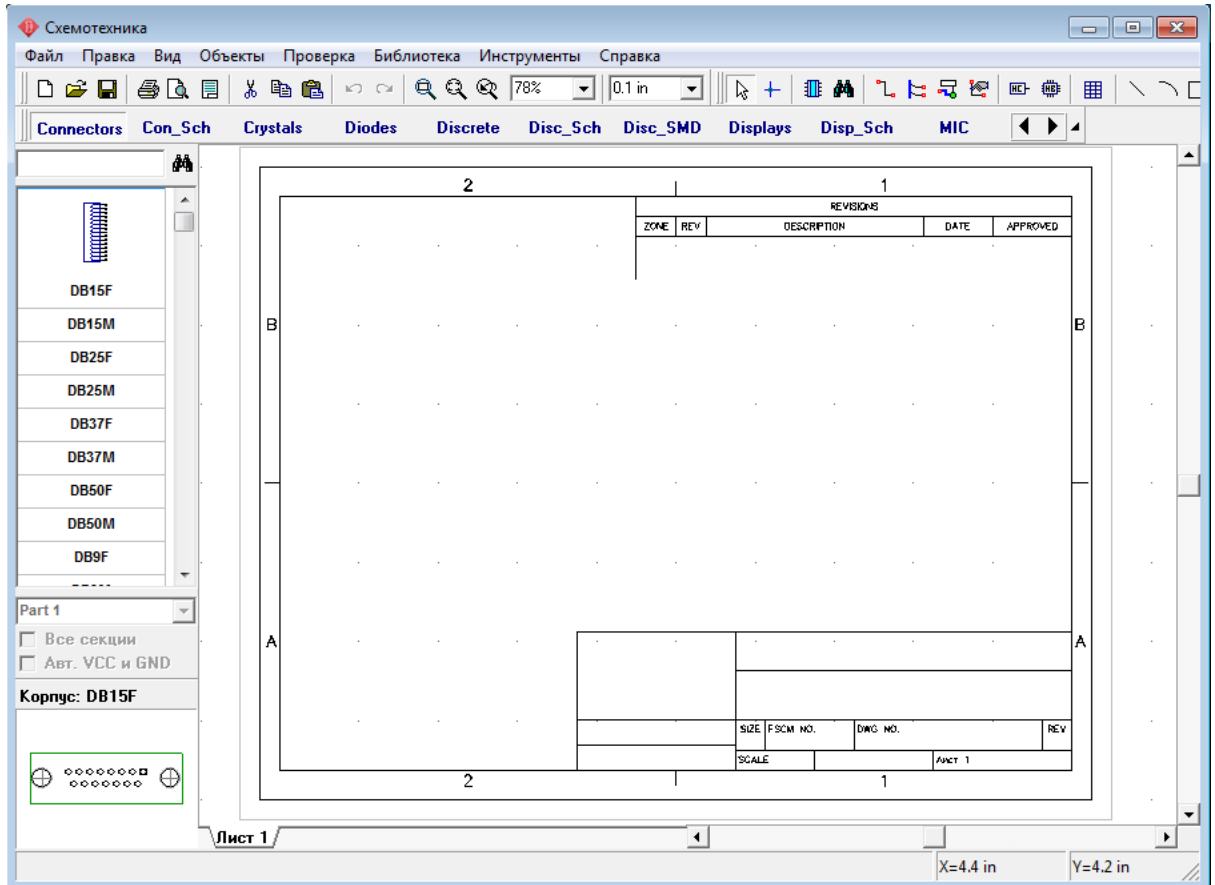 Схемотехника
Файл Правка Вид Объекты Проверка Библиотека Инструменты Справка
78% 0.1 in
Connectors Con_Sch Crystals Diodes Discrete Disc_Sch Disc_SMD Displays Disp_Sch MIC
2 1
REVISIONS
ZONE REV DESCRIPTION DATE APPROVED
DB15F
DB15M
B B
DB25F
DB25M
DB37F
DB37M
DB50F
DB50M
DB9F
Part 1
Все секции
A A
Авт. VCC и GND
Корпус: DB15F
SIZE FSCM NO. DWG NO. REV
SCALE Лист 1
2 1
Лист 1
X=4.4 in Y=4.2 in